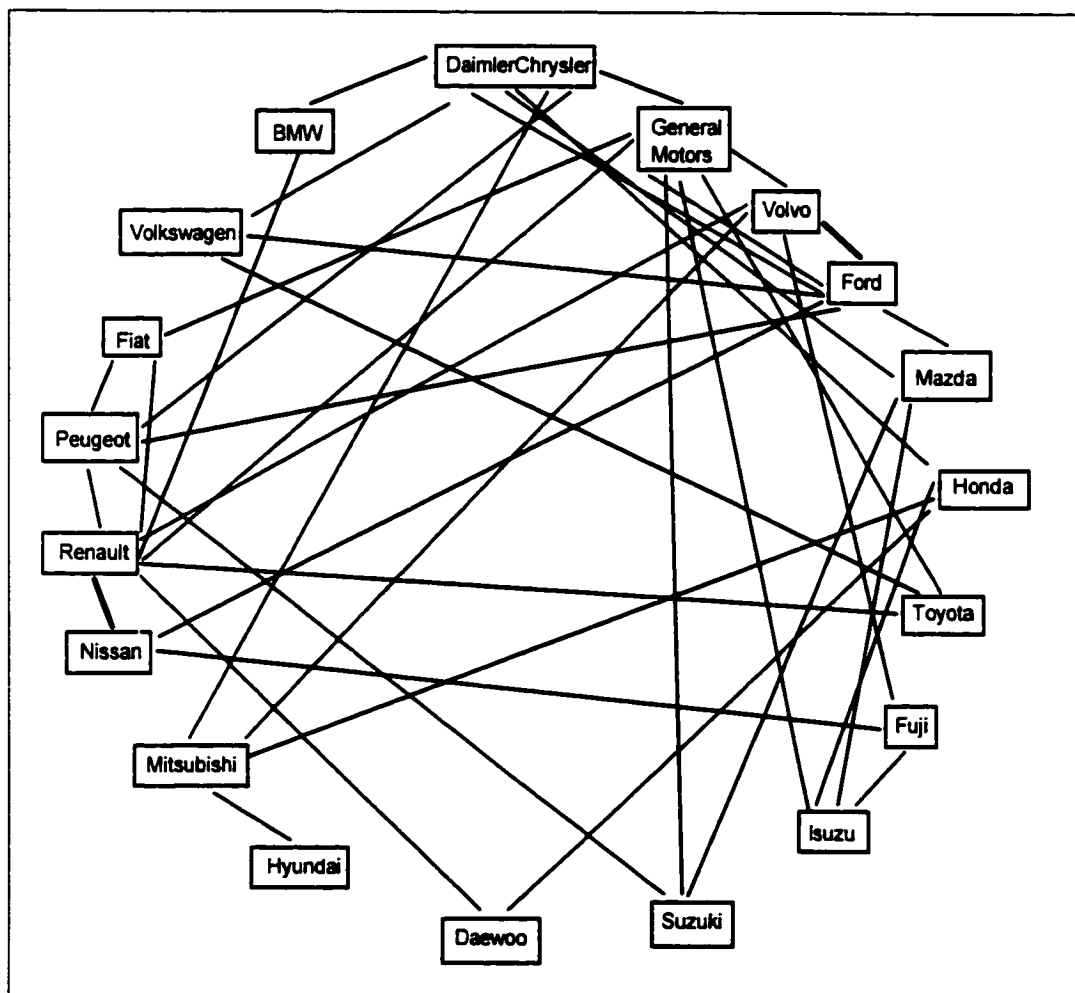 DaimlerChrysler
BMW
General
Motors
Volkswagen
Volvo
Ford
Fiat
Mazda
Peugeot
Honda
Renault
Toyota
Nissan
Fuji
Mitsubishi
Isuzu
Hyundai
Suzuki
Daewoo